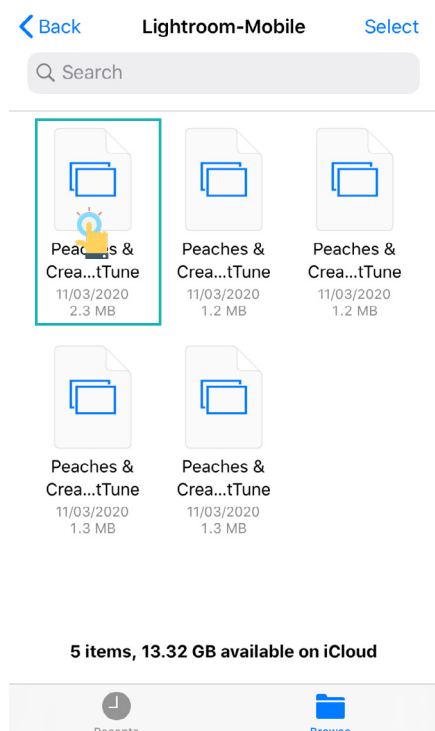 Back Lightroom-Mobile Select
Search
Peaches & Peaches & Peaches &
Crea...tTune Crea...tTune Crea...tTune
11/03/2020 11/03/2020 11/03/2020
2.3 MB 1.2 MB 1.2 MB
Peaches & Peaches &
Crea...tTune Crea...tTune
11/03/2020 11/03/2020
1.3 MB 1.3 MB
5 items, 13.32 GB available on iCloud
Recents Browse